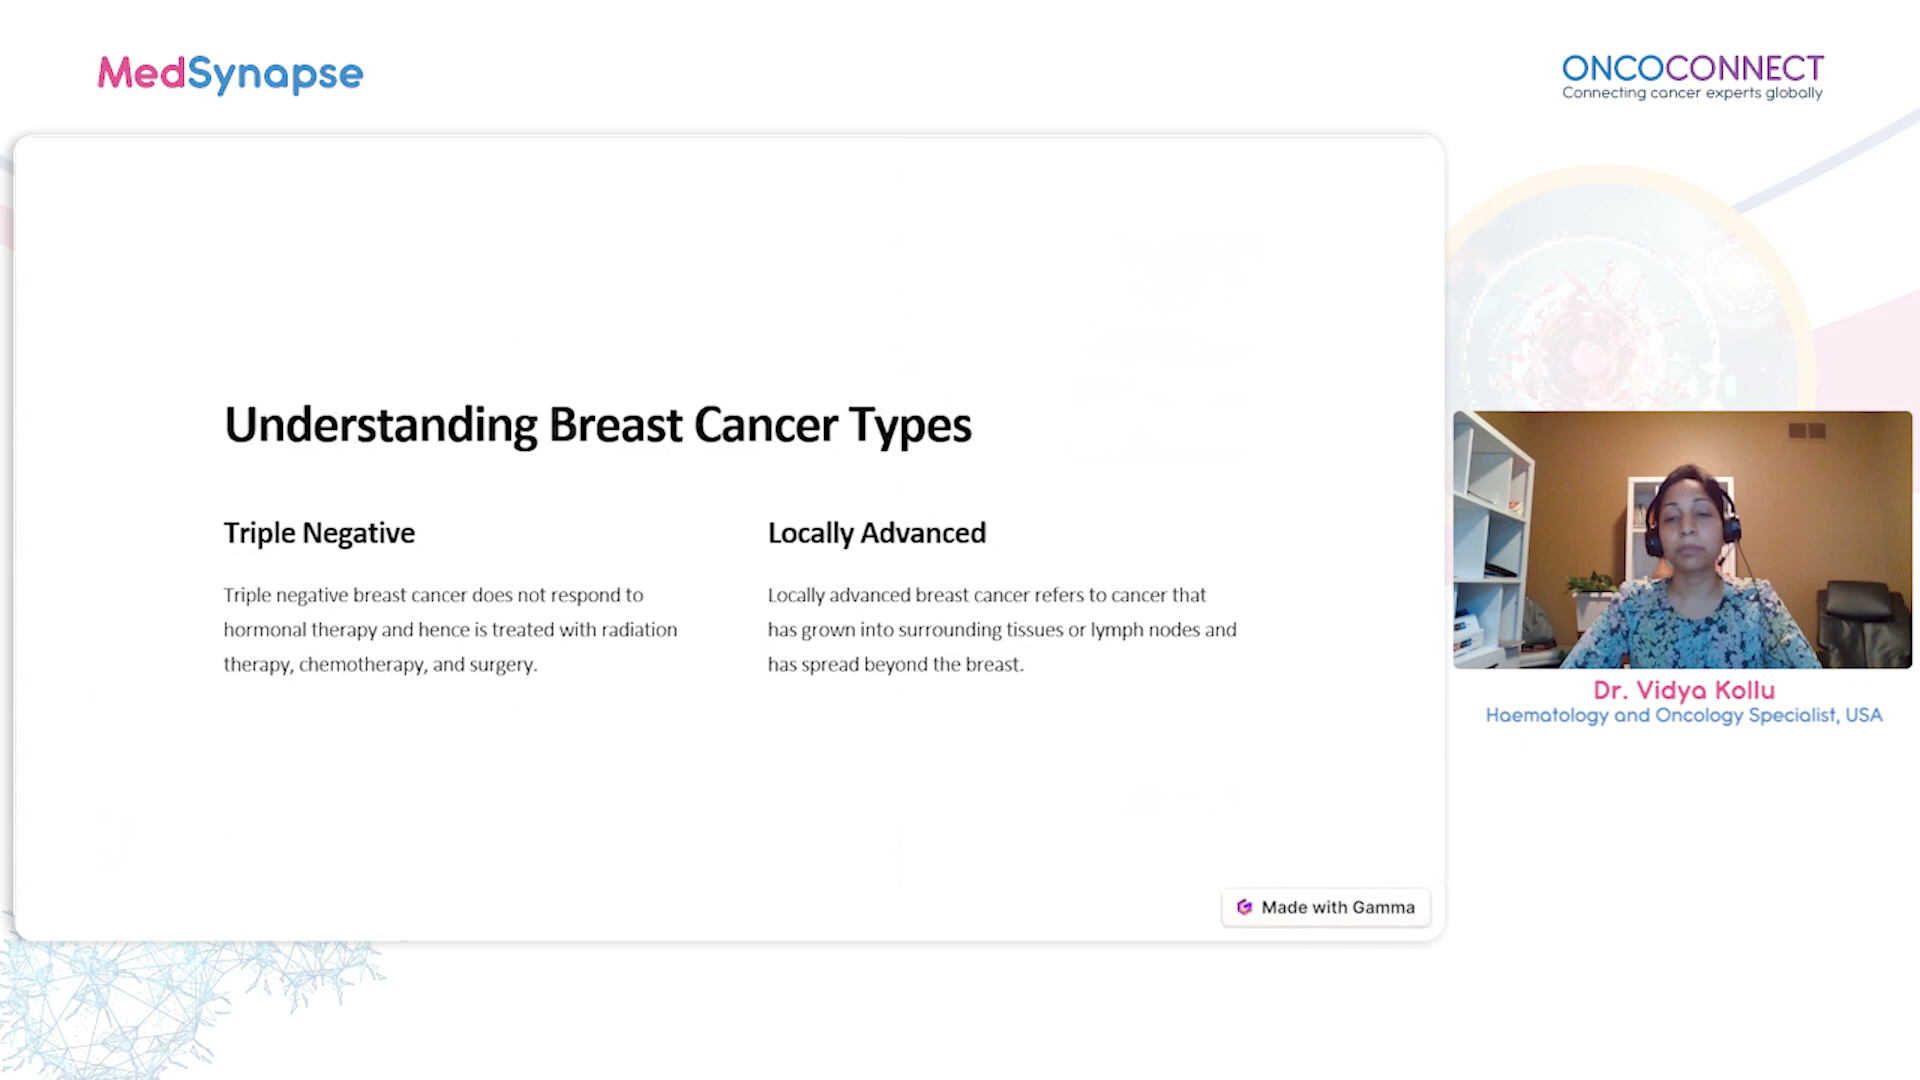 MedSynapse
ONCOCONNECT
Connecting cancer experts globally
Understanding Breast Cancer Types
Triple Negative
Triple negative breast cancer does not respond to
hormonal therapy and hence is treated with radiation
therapy, chemotherapy, and surgery.
Locally Advanced
Locally advanced breast cancer refers to cancer that
has grown into surrounding tissues or lymph nodes and
has spread beyond the breast.
Made with Gamma
Dr. Vidya Kollu
Haematology and Oncology Specialist, USA